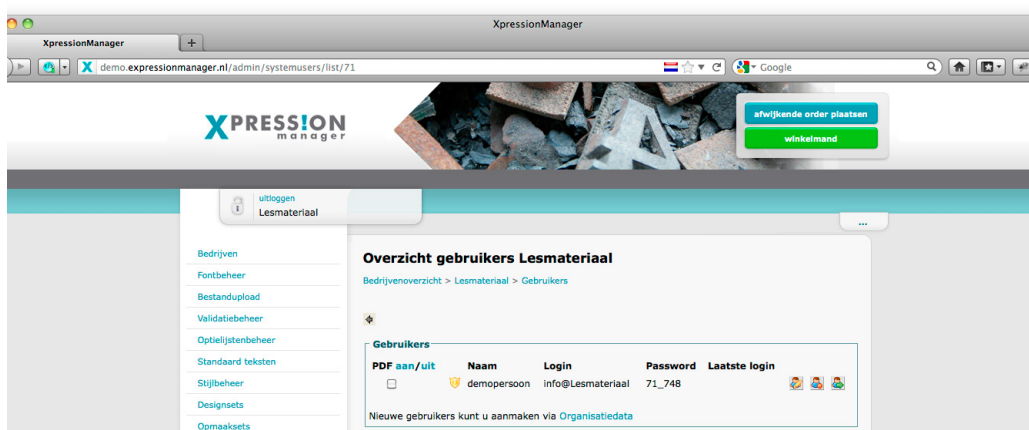 XpressionManager
XpressionManager
demo.expressionmanager.nl/admin/systemusers/list/71
Google
XPRESS!ON
manager
afwijkende order plaatsen
winkelmand
uitloggen
Lesmateriaal
...
Bedrijven
Fontbeheer
Bestandupload
Validatiebeheer
Optielijstenbeheer
Standaard teksten
Stijlbeheer
Designsets
Opmaaksets
Overzicht gebruikers Lesmateriaal
Bedrijvenoverzicht > Lesmateriaal > Gebruikers
Gebruikers
PDF aan/uit Naam Login Password Laatste login
demopersoon info@Lesmateriaal 71_748
Nieuwe gebruikers kunt u aanmaken via Organisatiedata